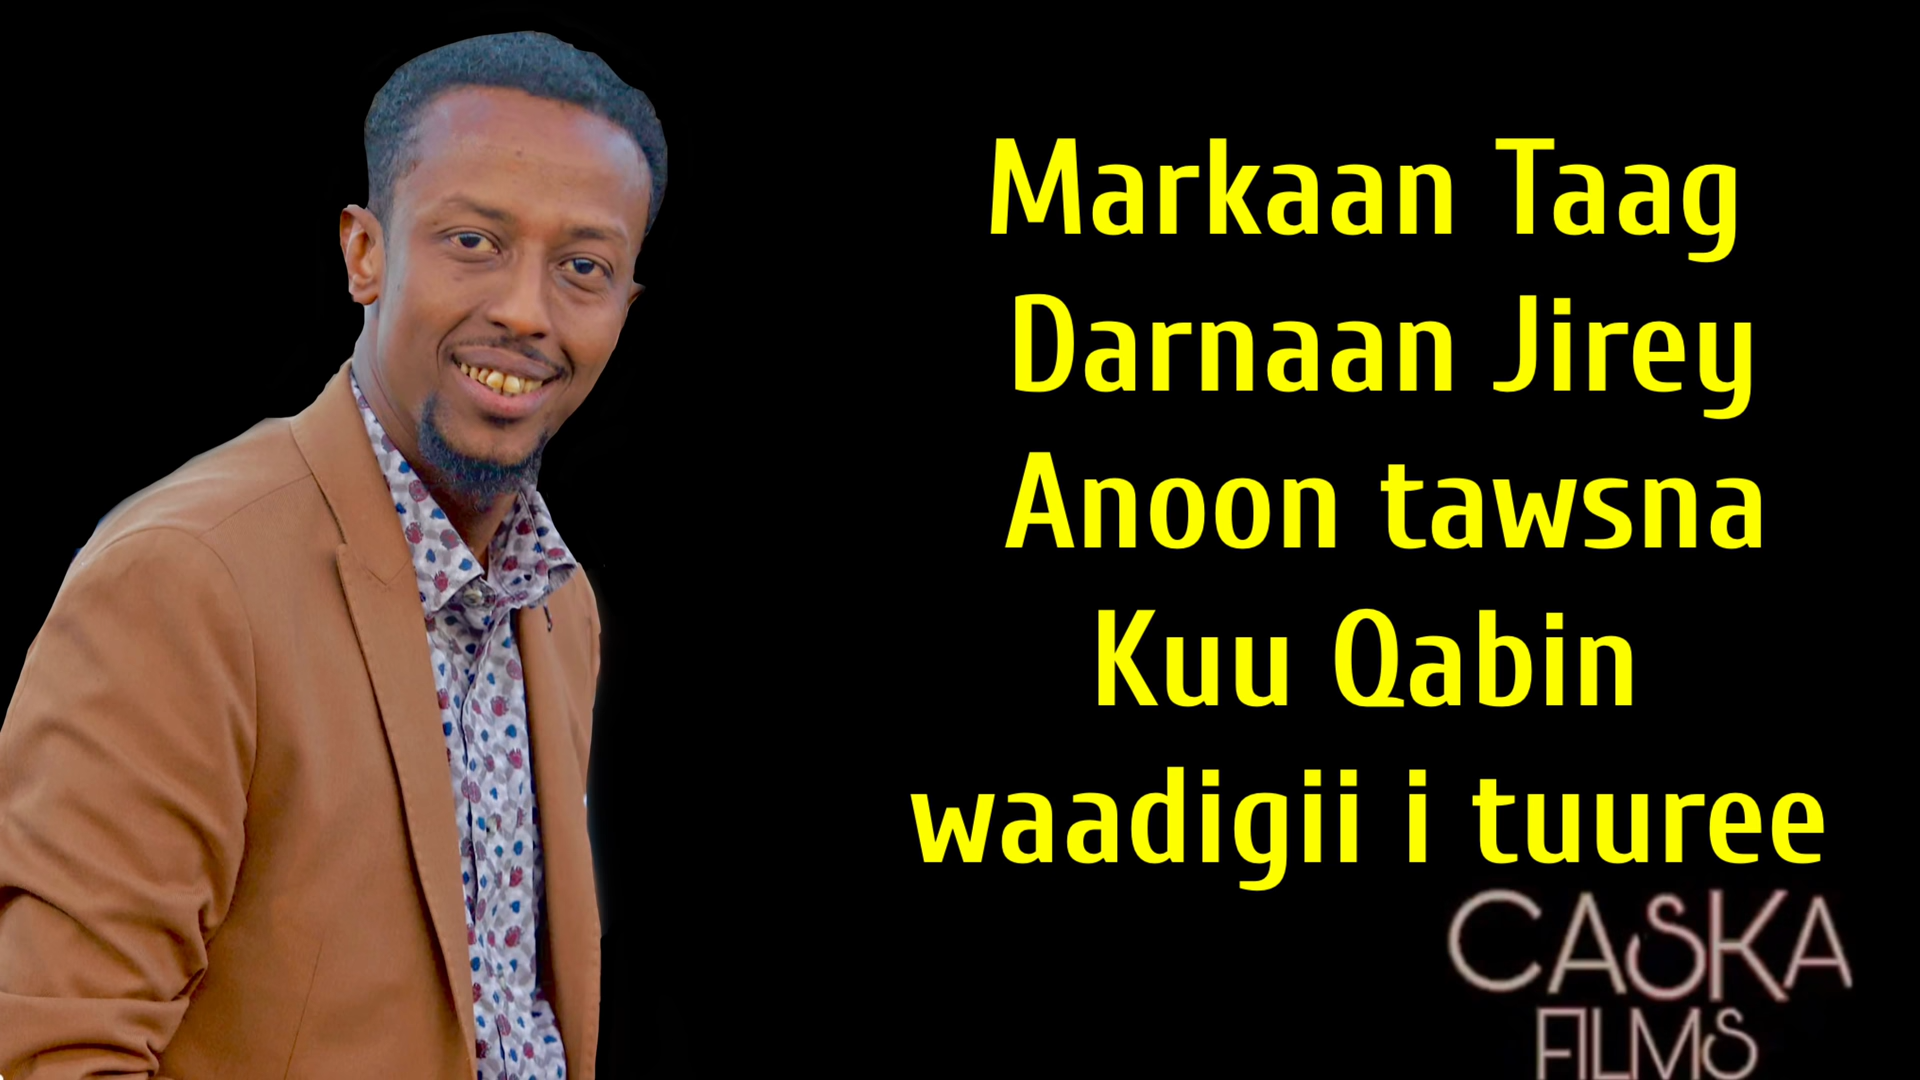 Markaan Taag
Darnaan Jirey
Anoon tawsna
Kuu Qabin
waadigii i tuuree
CASKA
FILMS